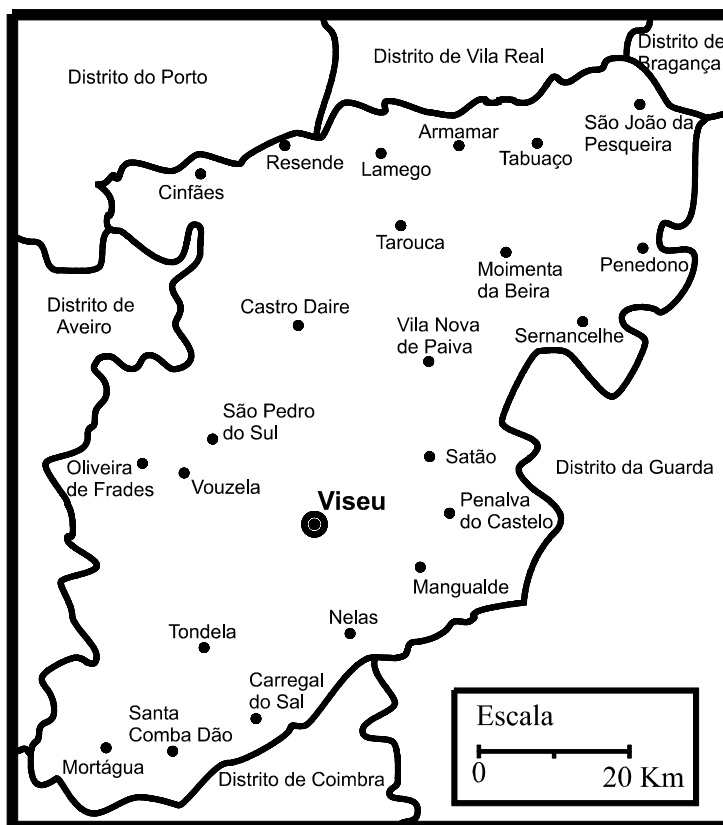 Distrito do Porto
Distrito de Vila Real
Distrito de
Bragança
Cinfães
Resende
Lamego
Armamar
Tabuaço
São João da
Pesqueira
Tarouca
Moimenta
da Beira
Penedono
Distrito de
Aveiro
Castro Daire
Vila Nova
de Paiva
Sernancelhe
São Pedro
do Sul
Oliveira
de Frades
Vouzela
Satão
Distrito da Guarda
Viseu
Penalva
do Castelo
Mangualde
Tondela
Nelas
Carregal
do Sal
Santa
Comba Dão
Mortágua
Distrito de Coimbra
Escala
0 20 Km